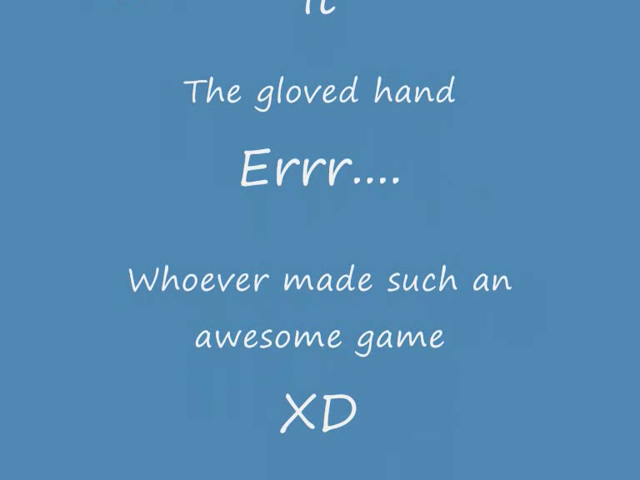 The gloved hand
Errr....
Whoever made such an
awesome game
XD